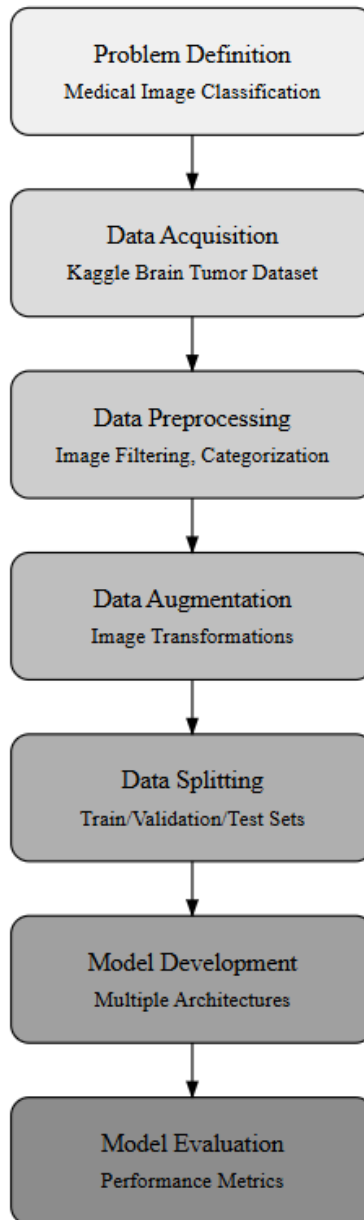 Problem Definition
Medical Image Classification
Data Acquisition
Kaggle Brain Tumor Dataset
Data Preprocessing
Image Filtering, Categorization
Data Augmentation
Image Transformations
Data Splitting
Train/Validation/Test Sets
Model Development
Multiple Architectures
Model Evaluation
Performance Metrics